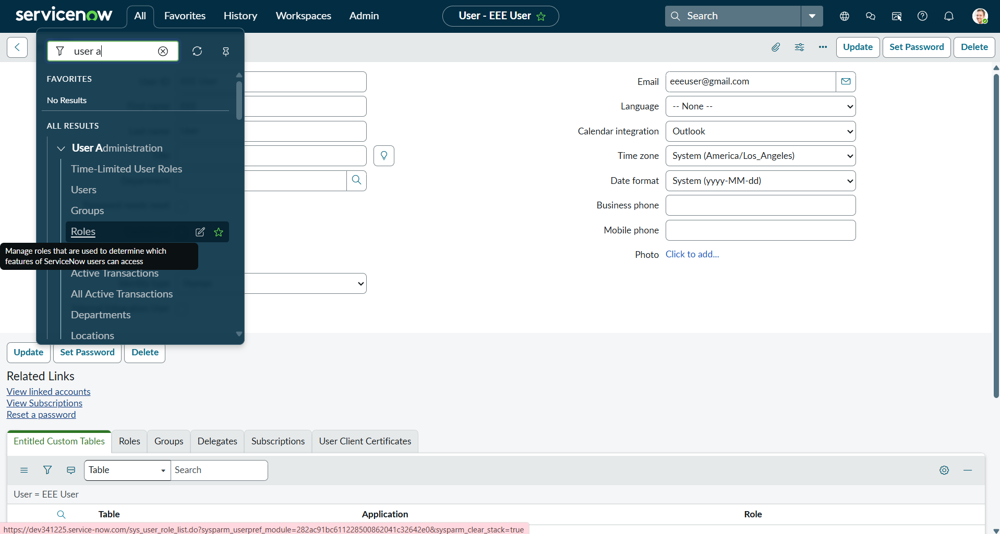 servicenow
All
Favorites
History
Workspaces
Admin
User - EEE User
Search
user a
Update
Set Password
Delete
FAVORITES
No Results
ALL RESULTS
User Administration
Time-Limited User Roles
Users
Groups
Roles
Manage roles that are used to determine which
features of ServiceNow users can access
Active Transactions
All Active Transactions
Departments
Locations
Email
eeeuser@gmail.com
Language
-- None --
Calendar integration
Outlook
Time zone
System (America/Los_Angeles)
Date format
System (yyyy-MM-dd)
Business phone
Mobile phone
Photo
Click to add...
Update
Set Password
Delete
Related Links
View linked accounts
View Subscriptions
Reset a password
Entitled Custom Tables
Roles
Groups
Delegates
Subscriptions
User Client Certificates
Table
Search
User = EEE User
Table
Application
Role
https://dev341225.service-now.com/sys_user_role_list.do?sysparm_userpref_module=282ac91bc611228500862041c32642e0&sysparm_clear_stack=true